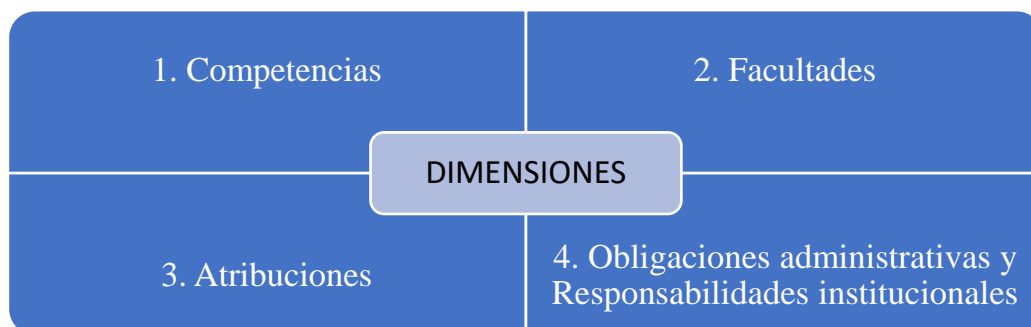 1. Competencias
2. Facultades
DIMENSIONES
3. Atribuciones
4. Obligaciones administrativas y
Responsabilidades institucionales